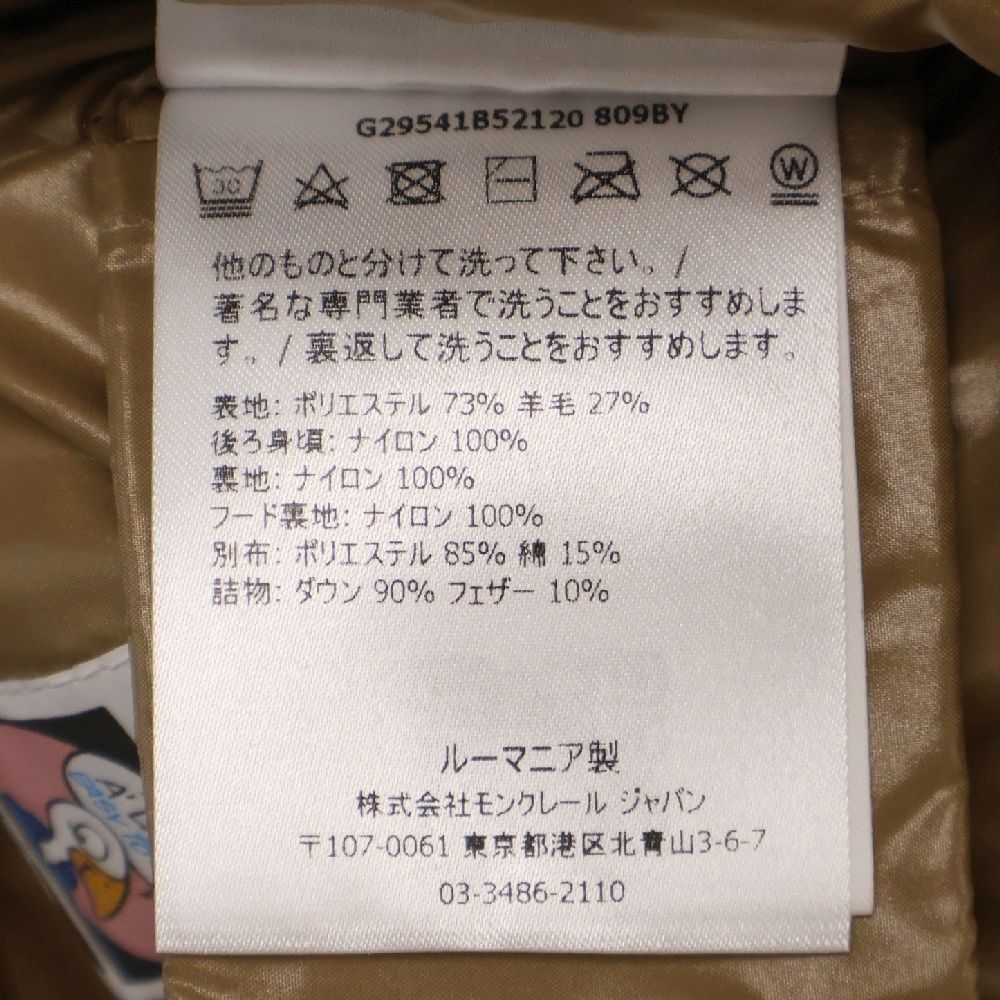 G29541B52120 809BY
30
W
他のものと分けて洗って下さい。/
著名な専門業者で洗うことをおすすめしま
す。/ 裏返して洗うことをおすすめします。
表地: ポリエステル 73% 羊毛 27%
後ろ身頃: ナイロン 100%
裏地: ナイロン 100%
フード裏地: ナイロン 100%
別布: ポリエステル 85% 綿 15%
詰物: ダウン 90% フェザー 10%
ルーマニア製
株式会社モンクレール ジャパン
〒107-0061 東京都港区北青山3-6-7
03-3486-2110